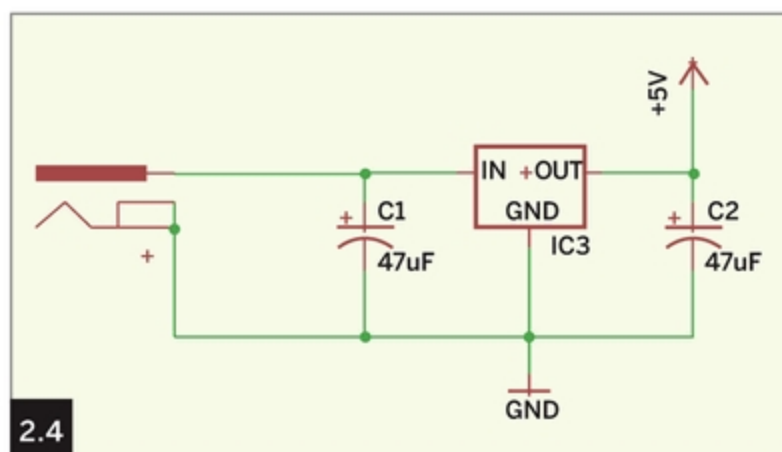 +5V
IN +OUT
GND
IC3
+ C1
47uF
+ C2
47uF
+
GND
2.4